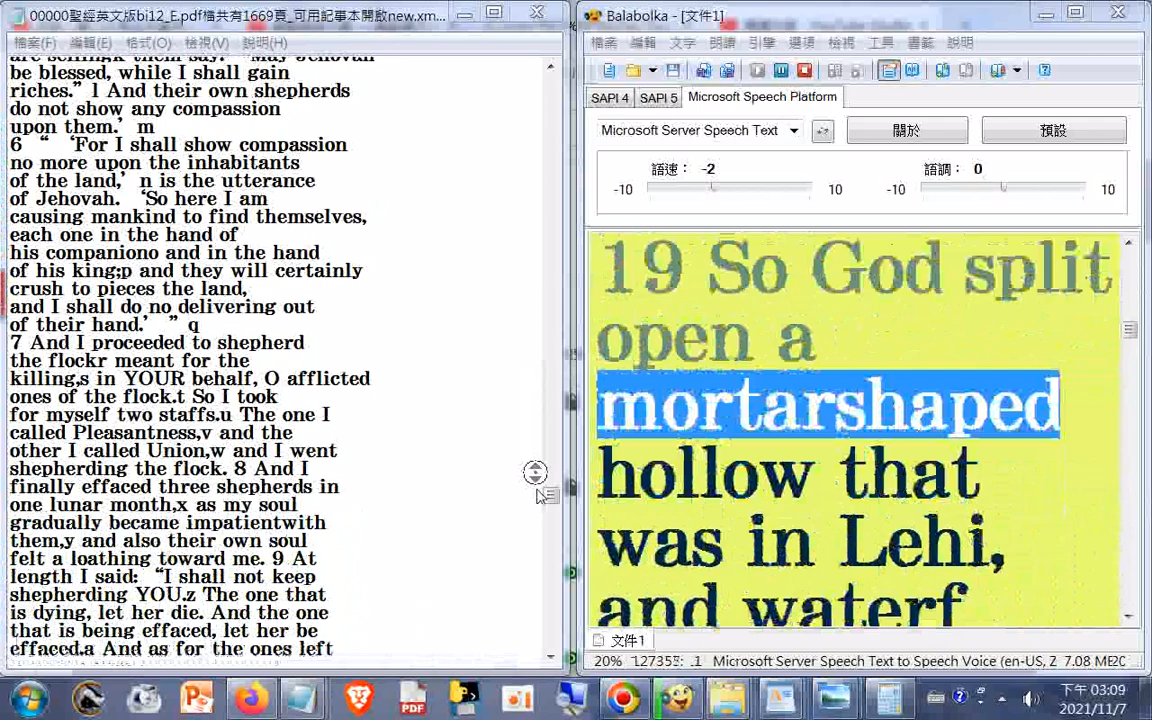 00000聖經英文版bi12_E.pdf檔共有1669頁_可用記事本開啟new.xm...
檔案(F) 編輯(E) 格式(O) 檢視(V) 說明(H)
are selling.k them say: “May Jehovah
be blessed, while I shall gain
riches.” l And their own shepherds
do not show any compassion
upon them.’ m
6 “ ‘For I shall show compassion
no more upon the inhabitants
of the land,’ n is the utterance
of Jehovah. ‘So here I am
causing mankind to find themselves,
each one in the hand of
his companiono and in the hand
of his king;p and they will certainly
crush to pieces the land,
and I shall do no delivering out
of their hand.’ ” q
7 And I proceeded to shepherd
the flockr meant for the
killing,s in YOUR behalf, O afflicted
ones of the flock.t So I took
for myself two staffs.u The one I
called Pleasantness,v and the
other I called Union,w and I went
shepherding the flock. 8 And I
finally effaced three shepherds in
one lunar month,x as my soul
gradually became impatientwith
them,y and also their own soul
felt a loathing toward me. 9 At
length I said: “I shall not keep
shepherding YOU.z The one that
is dying, let her die. And the one
that is being effaced, let her be
effaced.a And as for the ones left
Balabolka - [文件1]
檔案 編輯 文字 朗讀 引擎 選項 檢視 工具 書籤 說明
SAPI 4 SAPI 5 Microsoft Speech Platform
Microsoft Server Speech Text 關於 預設
語速: -2 語調: 0
-10 10 -10 10
19 So God split
open a
mortarshaped
hollow that
was in Lehi,
and waterf
文件1
20% Microsoft Server Speech Text to Speech Voice (en-US, Z 7.08 ME
下午 03:09
2021/11/7